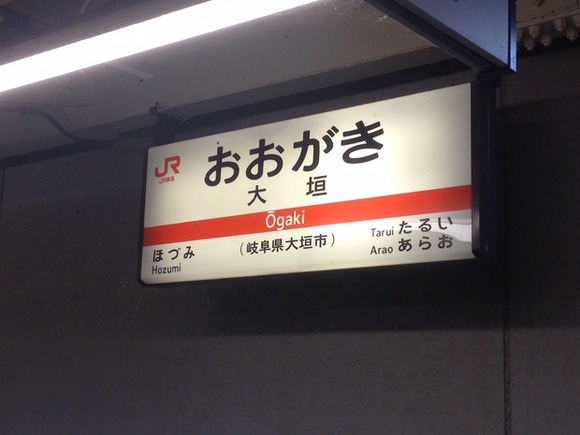 JR
JR東海
おおがき
大垣
Ōgaki
(岐阜県大垣市)
ほづみ
Hozumi
Tarui たるい
Arao あらお